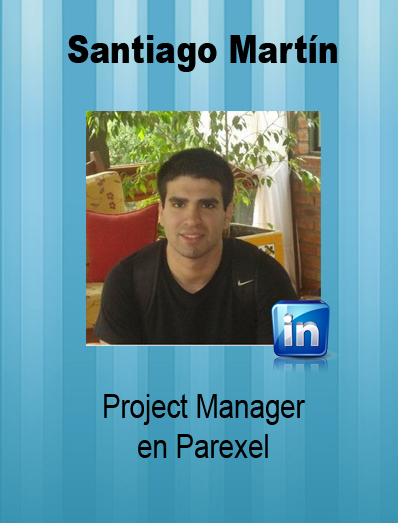 Santiago Martín
in
Project Manager
en Parexel